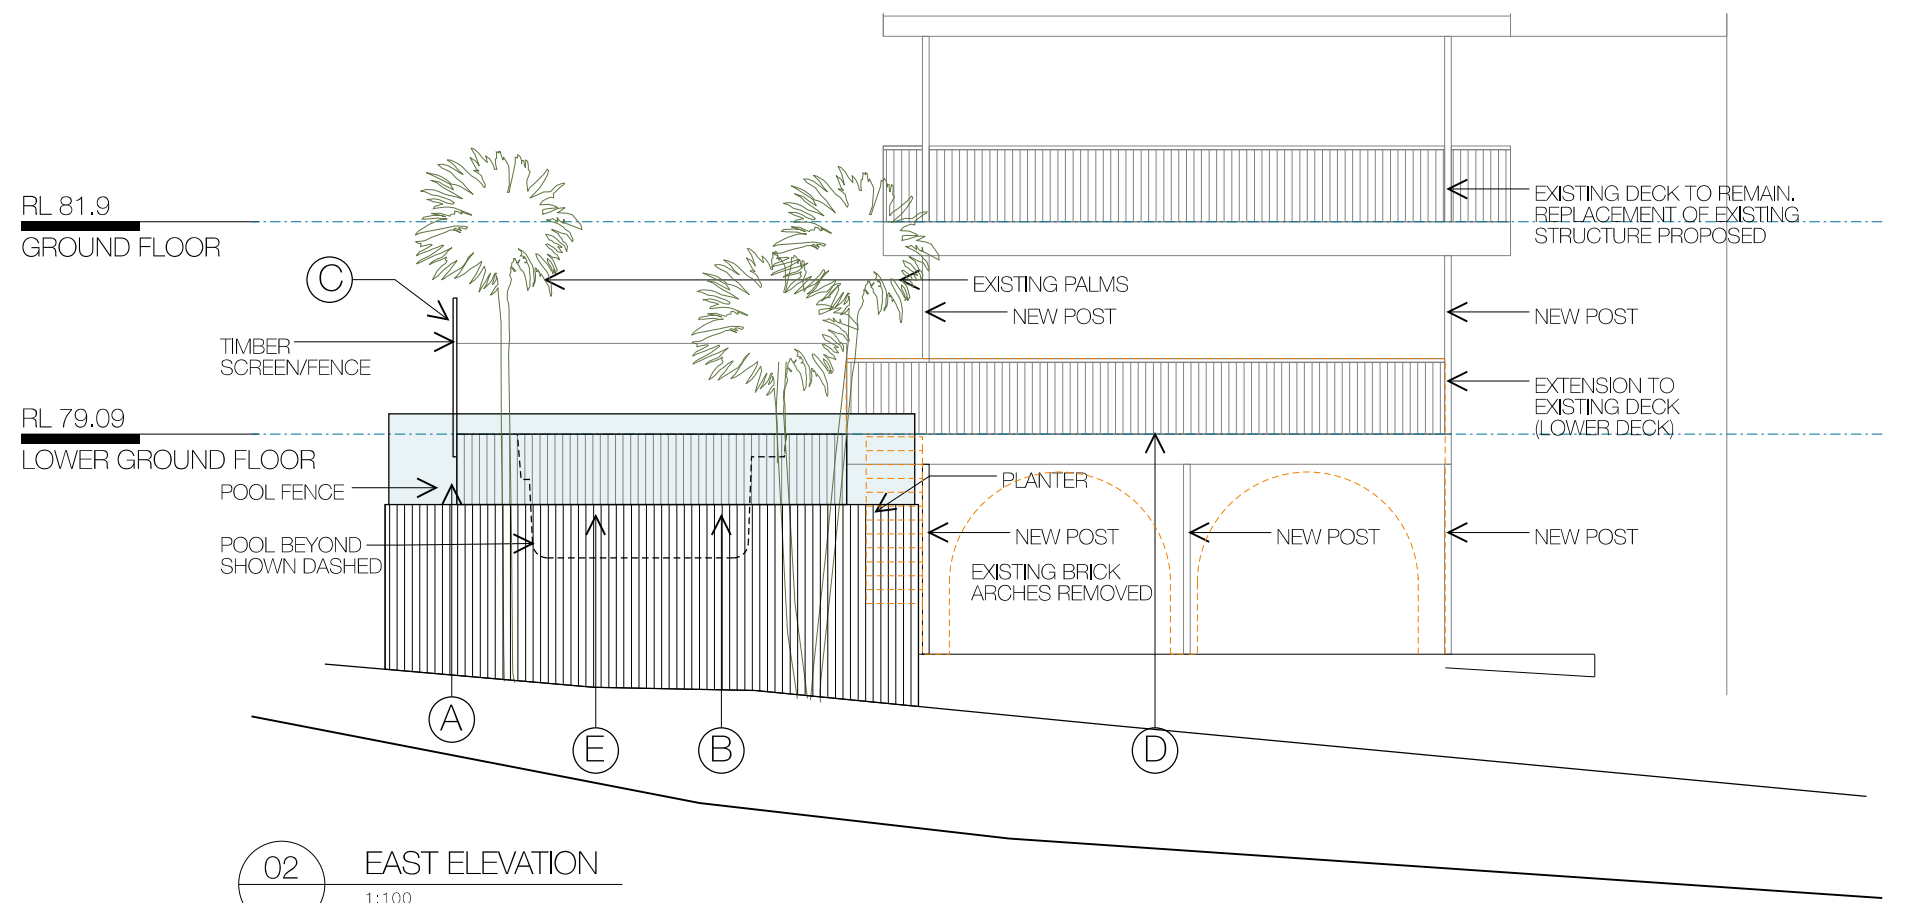 RL 81.9
GROUND FLOOR
EXISTING DECK TO REMAIN.
REPLACEMENT OF EXISTING
STRUCTURE PROPOSED
C
EXISTING PALMS
NEW POST
NEW POST
TIMBER
SCREEN/FENCE
EXTENSION TO
EXISTING DECK
(LOWER DECK)
RL 79.09
LOWER GROUND FLOOR
POOL FENCE
PLANTER
POOL BEYOND
SHOWN DASHED
NEW POST
NEW POST
NEW POST
EXISTING BRICK
ARCHES REMOVED
A
E
B
D
02
EAST ELEVATION
1:100